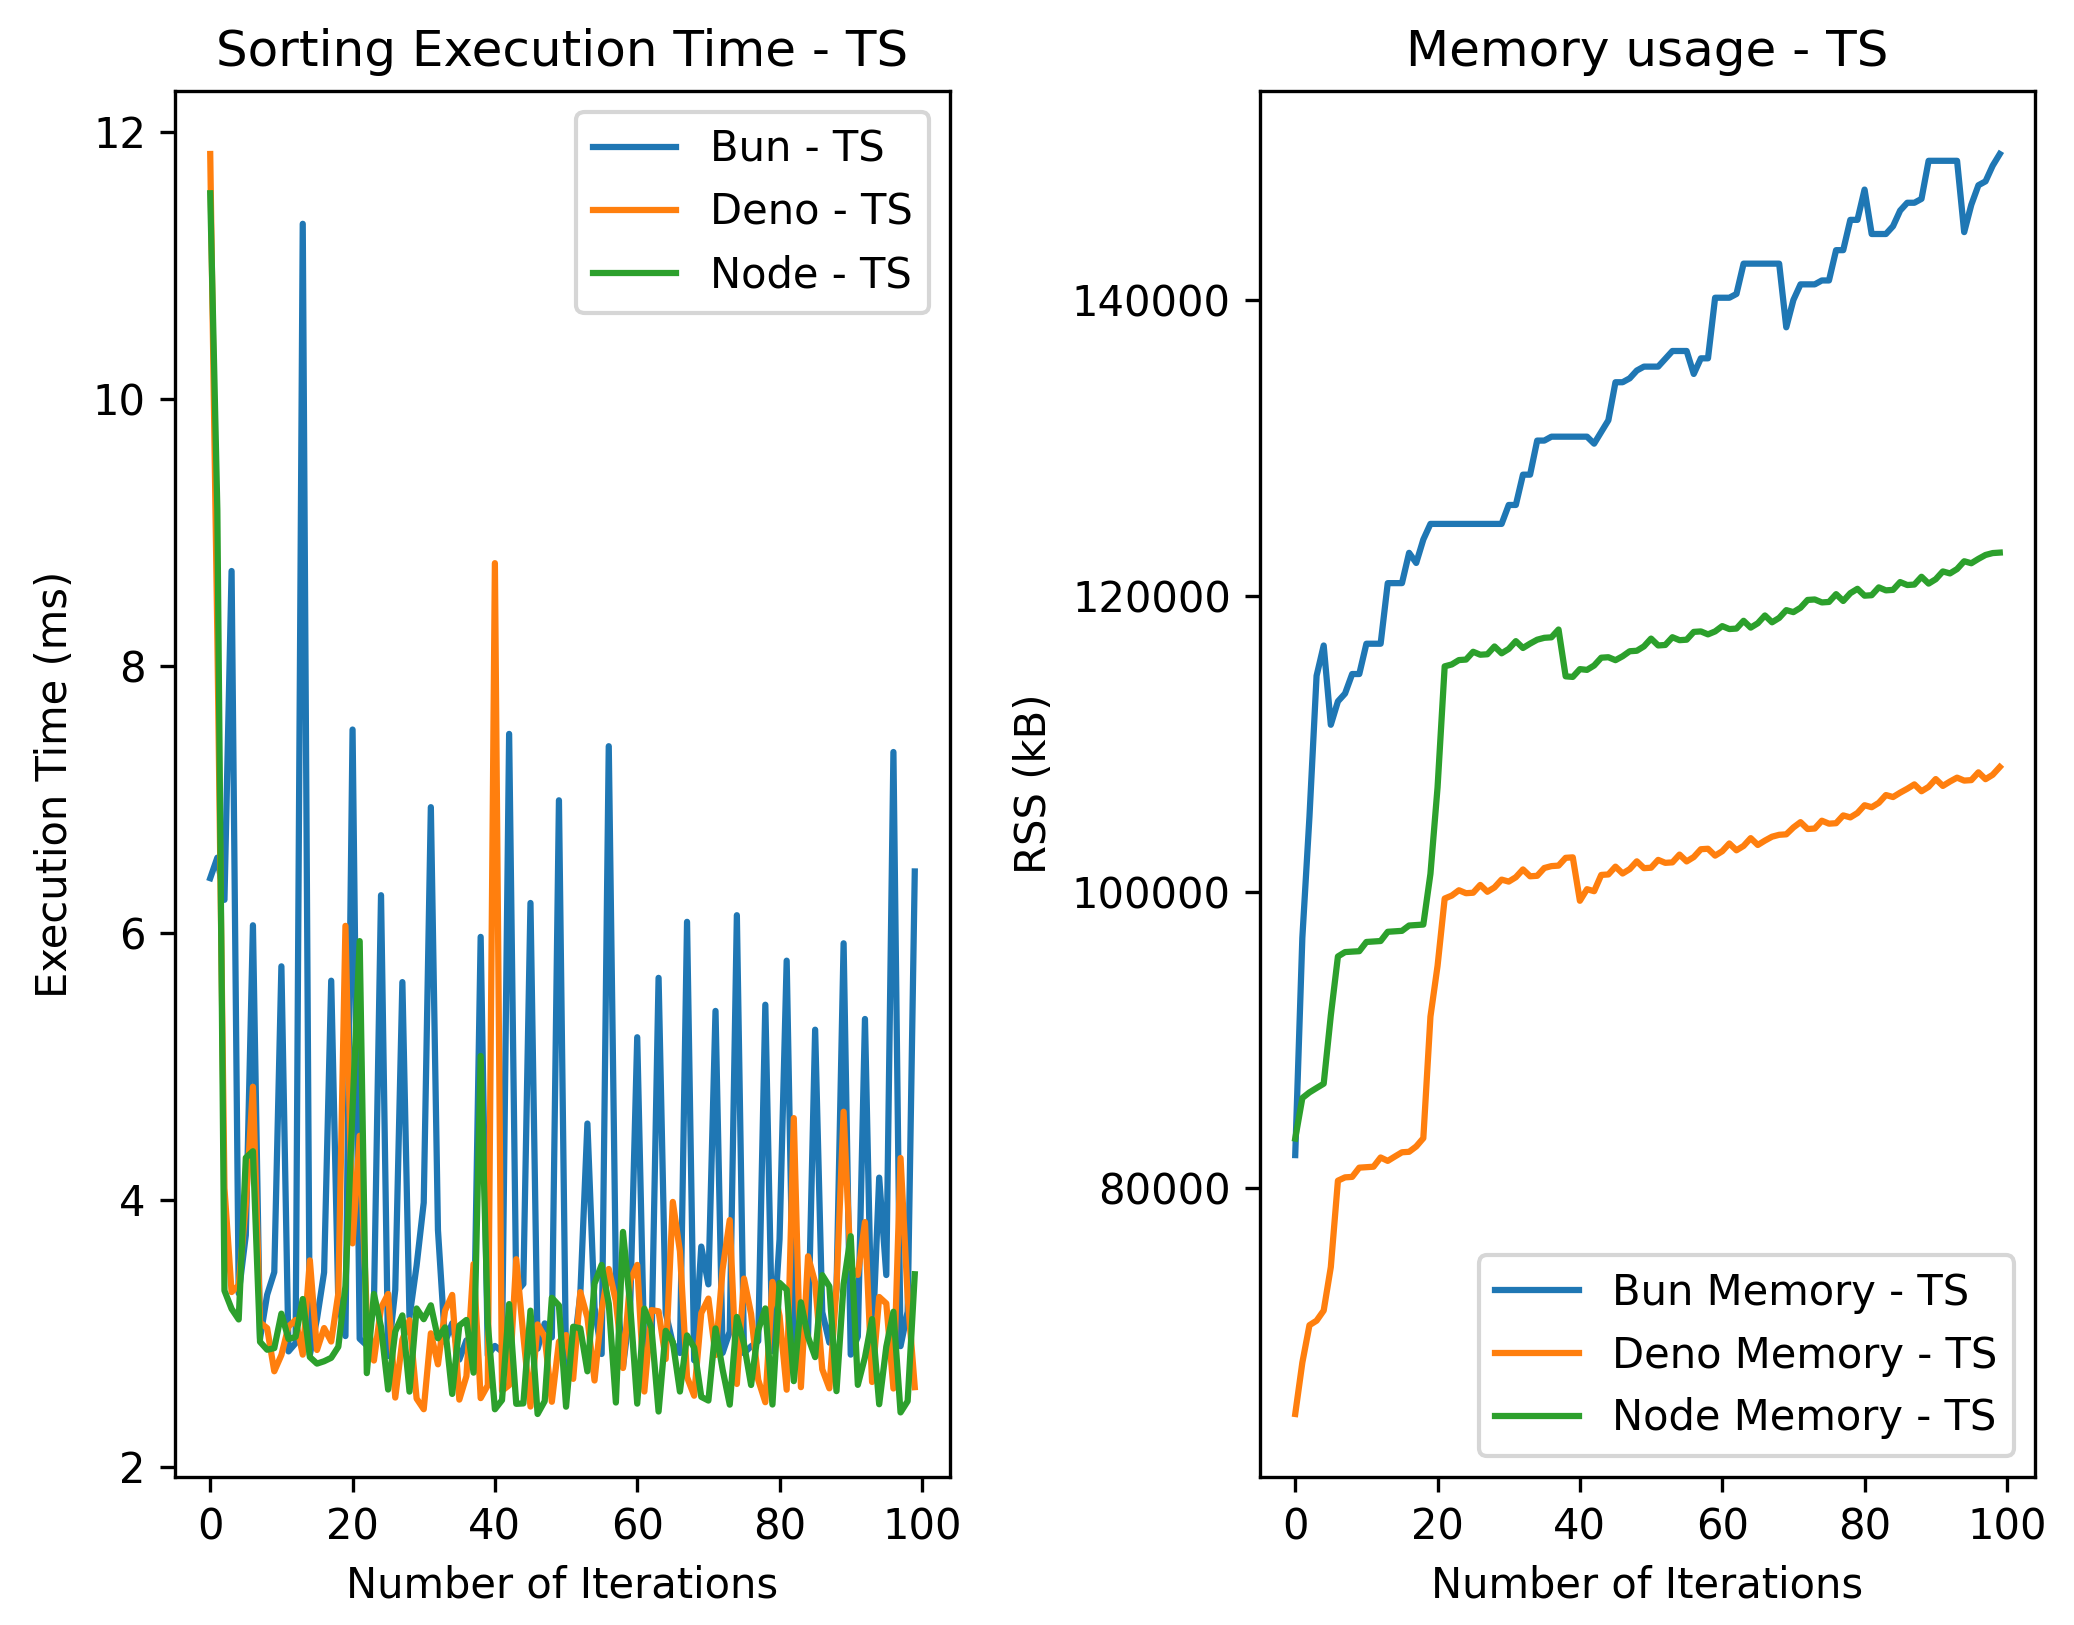 Sorting Execution Time - TS
Execution Time (ms)
12
10
8
6
4
2
Bun - TS
Deno - TS
Node - TS
0 20 40 60 80 100
Number of Iterations
Memory usage - TS
RSS (kB)
140000
120000
100000
80000
Bun Memory - TS
Deno Memory - TS
Node Memory - TS
0 20 40 60 80 100
Number of Iterations